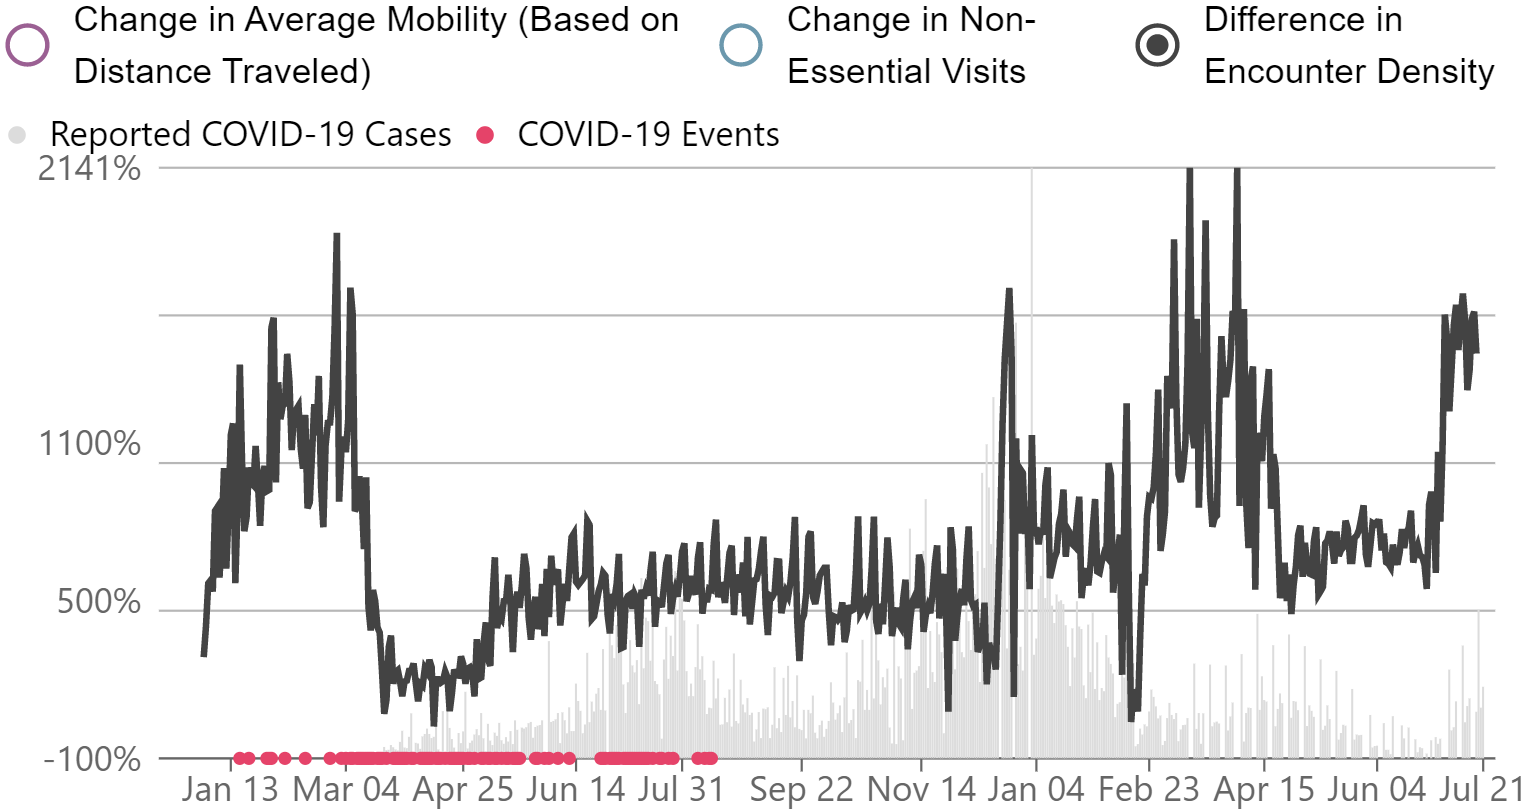 Change in Average Mobility (Based on
Distance Traveled)
Change in Non-
Essential Visits
Difference in
Encounter Density
Reported COVID-19 Cases
COVID-19 Events
2141%
1100%
500%
-100%
Jan 13 Mar 04 Apr 25 Jun 14 Jul 31 Sep 22 Nov 14 Jan 04 Feb 23 Apr 15 Jun 04 Jul 21